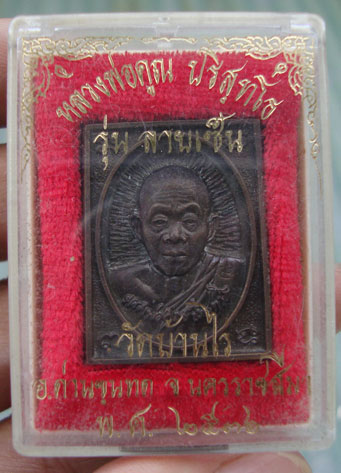 หลวงพ่อคูณ ปริสุทโธ
รุ่น ลายเซ็น
วัดบ้านไร่
อ.ด่านขุนทด จ.นครราชสีมา
พ.ศ. ๒๕๓๖